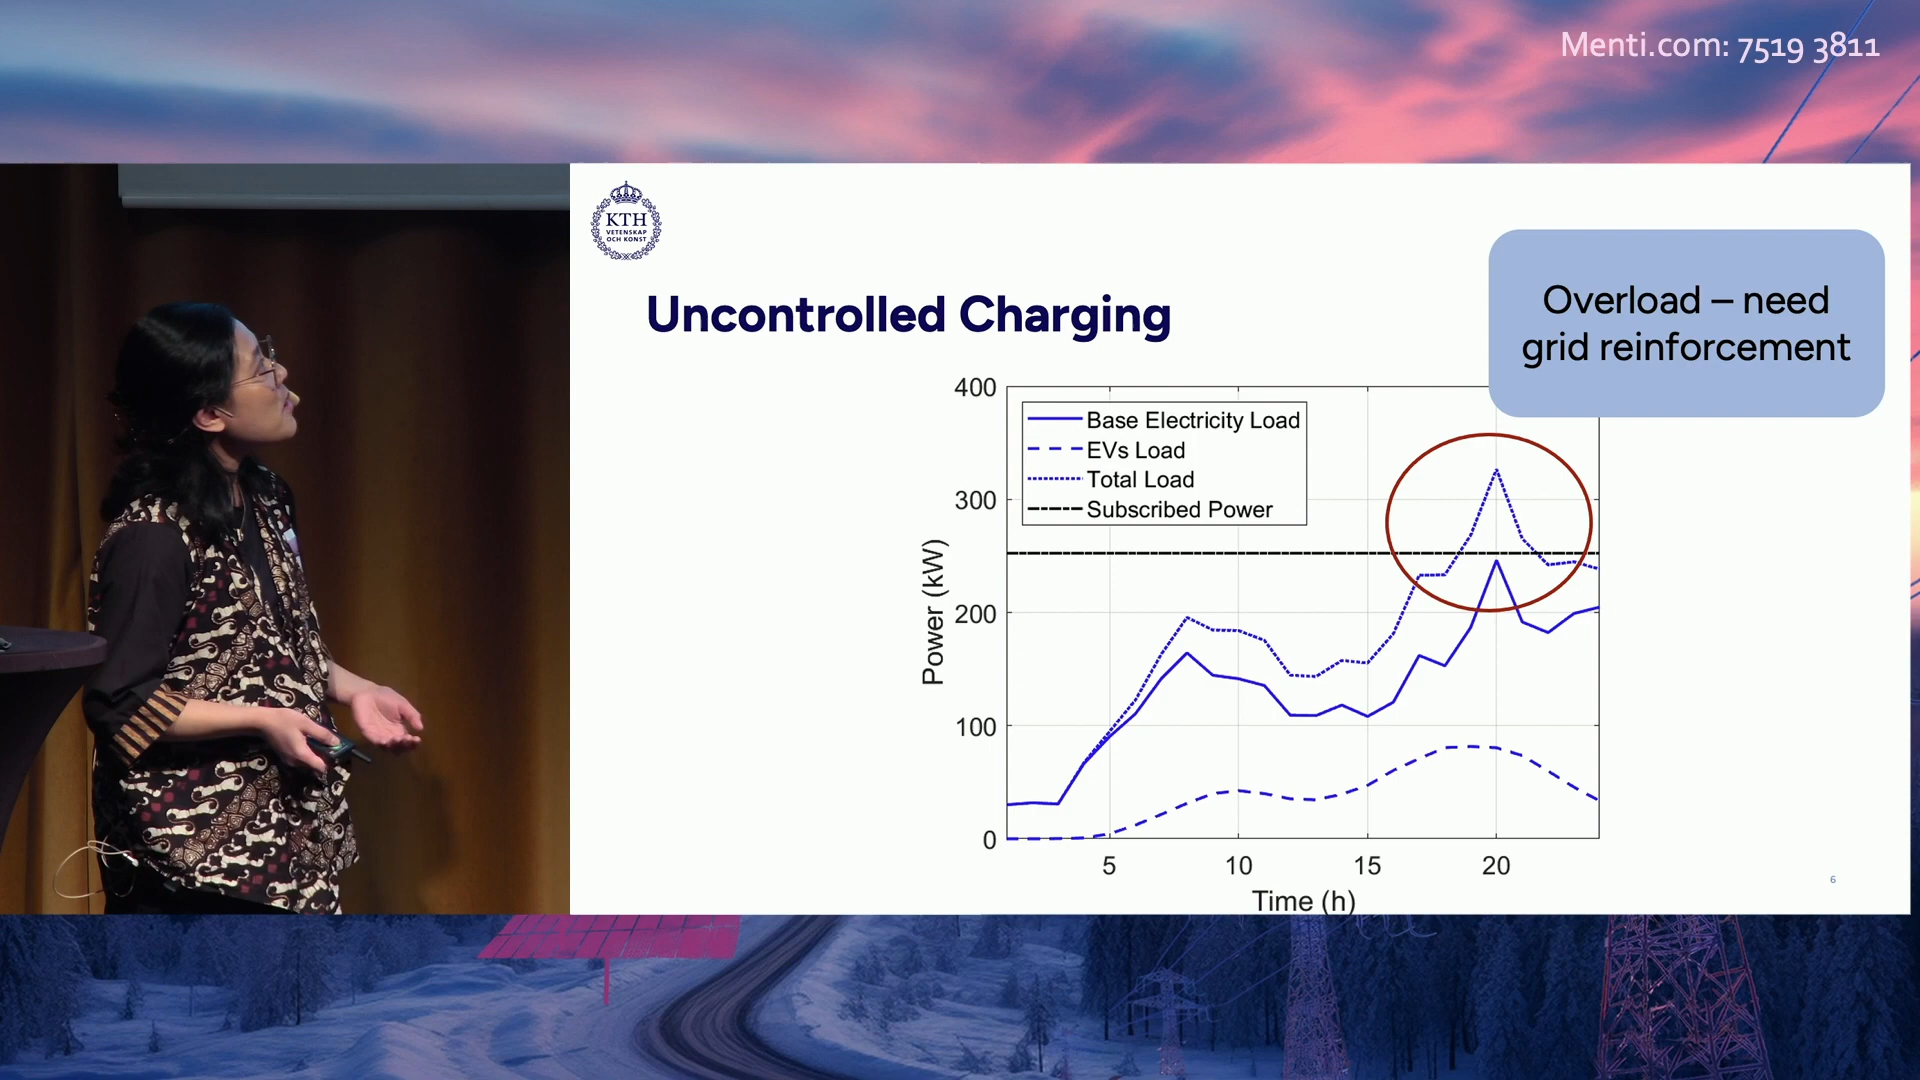 Menti.com: 7519 3811
KTH
VETENSKAP
OCH KONST
Uncontrolled Charging
Overload – need
grid reinforcement
400
300
200
100
0
Power (kW)
Base Electricity Load
EVs Load
Total Load
Subscribed Power
5
10
15
20
Time (h)
6